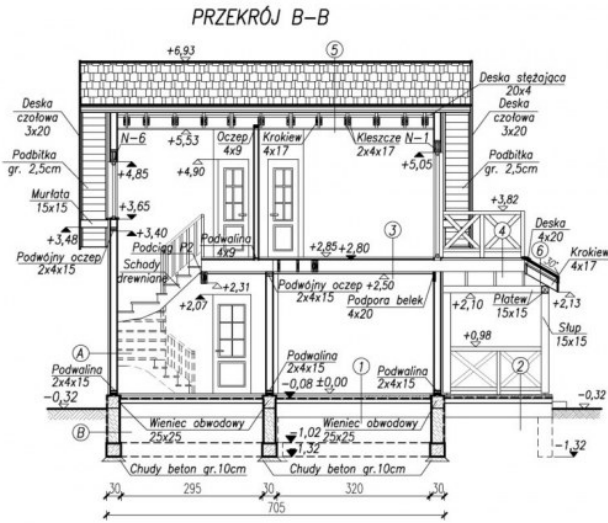 PRZEKRÓJ B-B
+6,93
5
Deska stężająca
20x4
Deska
czołowa
3x20
Deska
czołowa
3x20
N-6
+5,53
Oczep
4x9
Krokiew
4x17
Kleszcze
2x4x17
N-1
+5,05
Podbitka
gr. 2,5cm
Podbitka
gr. 2,5cm
+4,85
+4,90
Murłata
15x15
+3,65
+3,82
+3,48
+3,40
Podciąg P2
Podwalina
4x9
+2,85
+2,80
3
4
Deska
4x20
6
30°
Krokiew
4x17
Podwójny oczep
2x4x15
Schody
drewniane
+2,31
+2,07
Podwójny oczep
2x4x15
+2,50
Podpora belek
4x20
+2,10
Płatew
15x15
+2,13
Słup
15x15
+0,98
A
Podwalina
2x4x15
Podwalina
2x4x15
Podwalina
2x4x15
1
2
-0,08
±0,00
-0,32
-0,32
B
Wieniec obwodowy
25x25
Wieniec obwodowy
25x25
-1,02
-1,32
-1,32
Chudy beton gr.10cm
Chudy beton gr.10cm
30
295
30
320
30
705